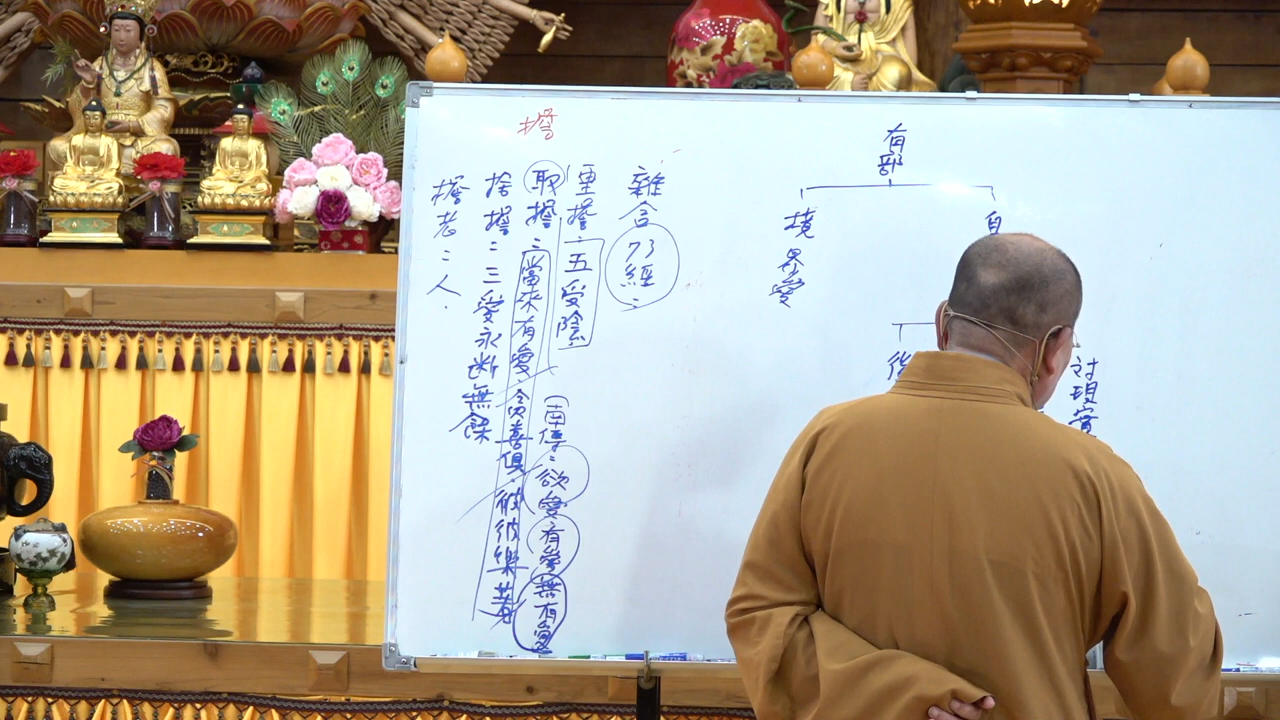 有部
境界愛
自
後
對現實
雜含73經:
重擔:五受陰
取擔:當來有愛、貪喜俱、彼彼樂著
(南傳:欲愛、有愛、無有愛
捨擔:三愛永斷無餘
擔者:人.
擔